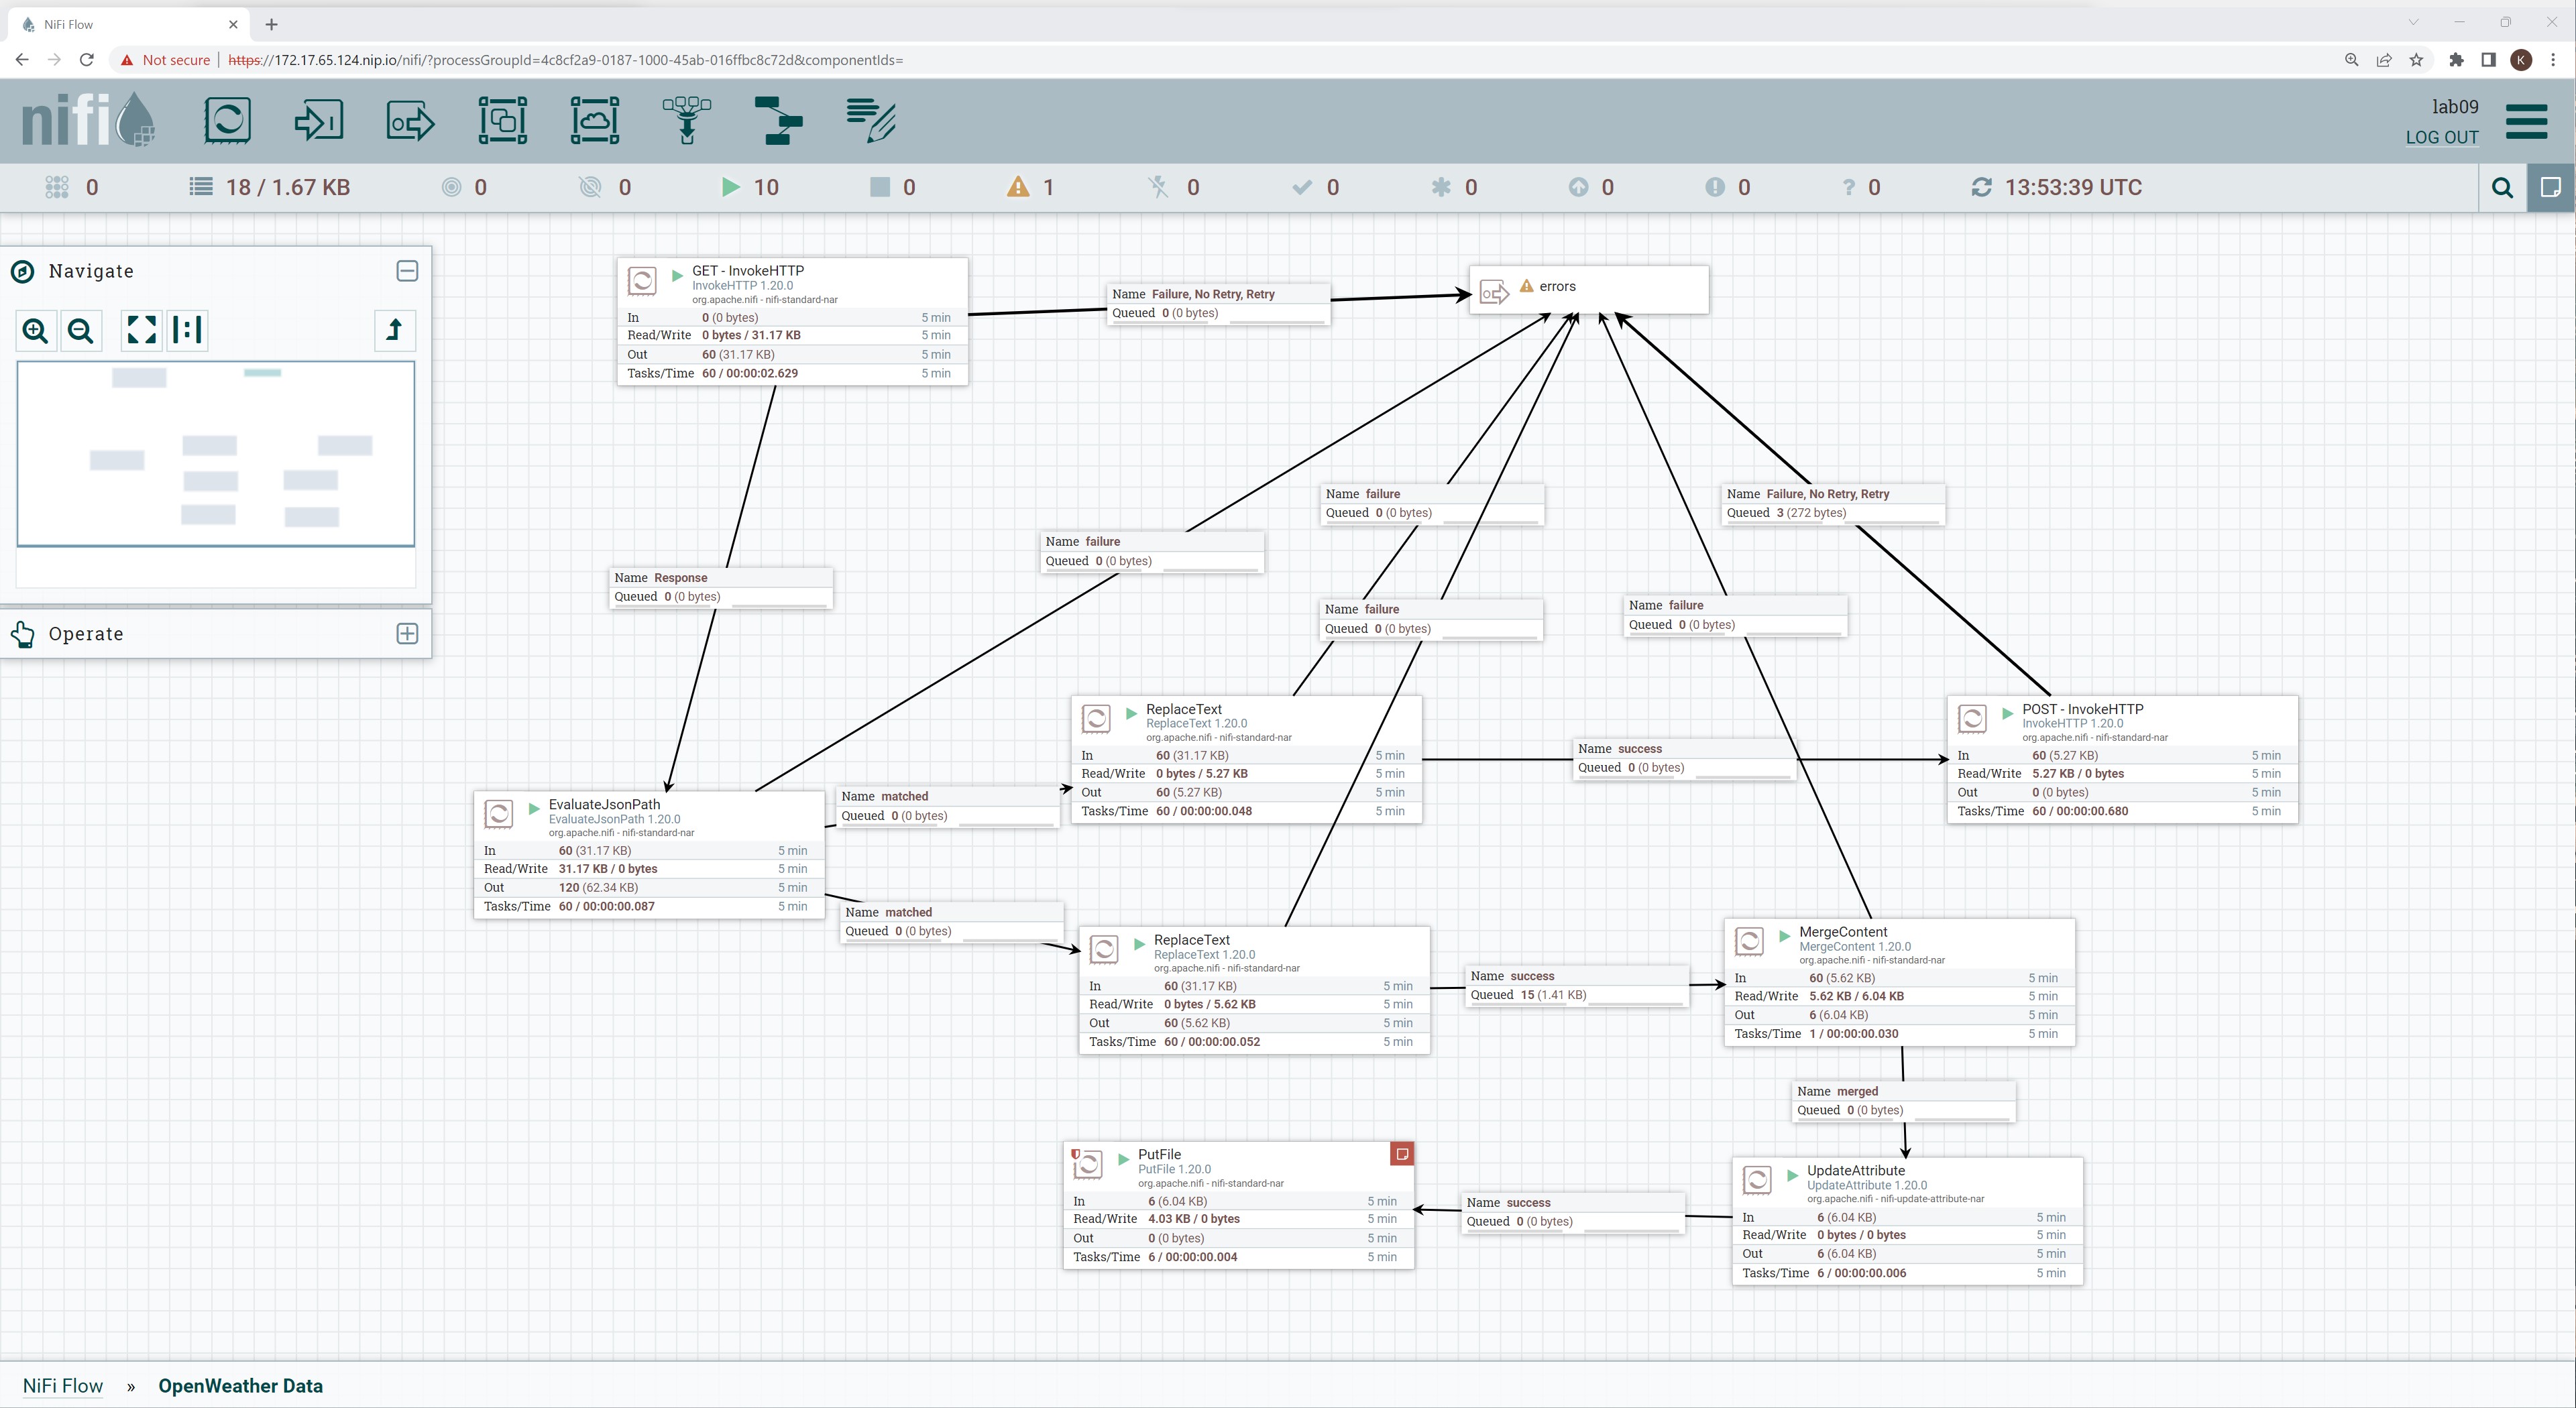 NiFi Flow
Not secure https://172.17.65.124.nip.io/nifi/?processGroupId=4c8cf2a9-0187-1000-45ab-016ffbc8c72d&componentIds=
K
nifi
lab09
LOG OUT
0 18 / 1.67 KB 0 0 10 0 1 0 0 0 0 0 0 13:53:39 UTC
Navigate
Operate
GET - InvokeHTTP
InvokeHTTP 1.20.0
org.apache.nifi - nifi-standard-nar
In 0 (0 bytes) 5 min
Read/Write 0 bytes / 31.17 KB 5 min
Out 60 (31.17 KB) 5 min
Tasks/Time 60 / 00:00:02.629 5 min
Name Failure, No Retry, Retry
Queued 0 (0 bytes)
errors
Name failure
Queued 0 (0 bytes)
Name Failure, No Retry, Retry
Queued 3 (272 bytes)
Name failure
Queued 0 (0 bytes)
Name Response
Queued 0 (0 bytes)
Name failure
Queued 0 (0 bytes)
Name failure
Queued 0 (0 bytes)
ReplaceText
ReplaceText 1.20.0
org.apache.nifi - nifi-standard-nar
In 60 (31.17 KB) 5 min
Read/Write 0 bytes / 5.27 KB 5 min
Out 60 (5.27 KB) 5 min
Tasks/Time 60 / 00:00:00.048 5 min
Name success
Queued 0 (0 bytes)
POST - InvokeHTTP
InvokeHTTP 1.20.0
org.apache.nifi - nifi-standard-nar
In 60 (5.27 KB) 5 min
Read/Write 5.27 KB / 0 bytes 5 min
Out 0 (0 bytes) 5 min
Tasks/Time 60 / 00:00:00.680 5 min
EvaluateJsonPath
EvaluateJsonPath 1.20.0
org.apache.nifi - nifi-standard-nar
In 60 (31.17 KB) 5 min
Read/Write 31.17 KB / 0 bytes 5 min
Out 120 (62.34 KB) 5 min
Tasks/Time 60 / 00:00:00.087 5 min
Name matched
Queued 0 (0 bytes)
Name matched
Queued 0 (0 bytes)
ReplaceText
ReplaceText 1.20.0
org.apache.nifi - nifi-standard-nar
In 60 (31.17 KB) 5 min
Read/Write 0 bytes / 5.62 KB 5 min
Out 60 (5.62 KB) 5 min
Tasks/Time 60 / 00:00:00.052 5 min
Name success
Queued 15 (1.41 KB)
MergeContent
MergeContent 1.20.0
org.apache.nifi - nifi-standard-nar
In 60 (5.62 KB) 5 min
Read/Write 5.62 KB / 6.04 KB 5 min
Out 6 (6.04 KB) 5 min
Tasks/Time 1 / 00:00:00.030 5 min
Name merged
Queued 0 (0 bytes)
PutFile
PutFile 1.20.0
org.apache.nifi - nifi-standard-nar
In 6 (6.04 KB) 5 min
Read/Write 4.03 KB / 0 bytes 5 min
Out 0 (0 bytes) 5 min
Tasks/Time 6 / 00:00:00.004 5 min
Name success
Queued 0 (0 bytes)
UpdateAttribute
UpdateAttribute 1.20.0
org.apache.nifi - nifi-update-attribute-nar
In 6 (6.04 KB) 5 min
Read/Write 0 bytes / 0 bytes 5 min
Out 6 (6.04 KB) 5 min
Tasks/Time 6 / 00:00:00.006 5 min
NiFi Flow » OpenWeather Data